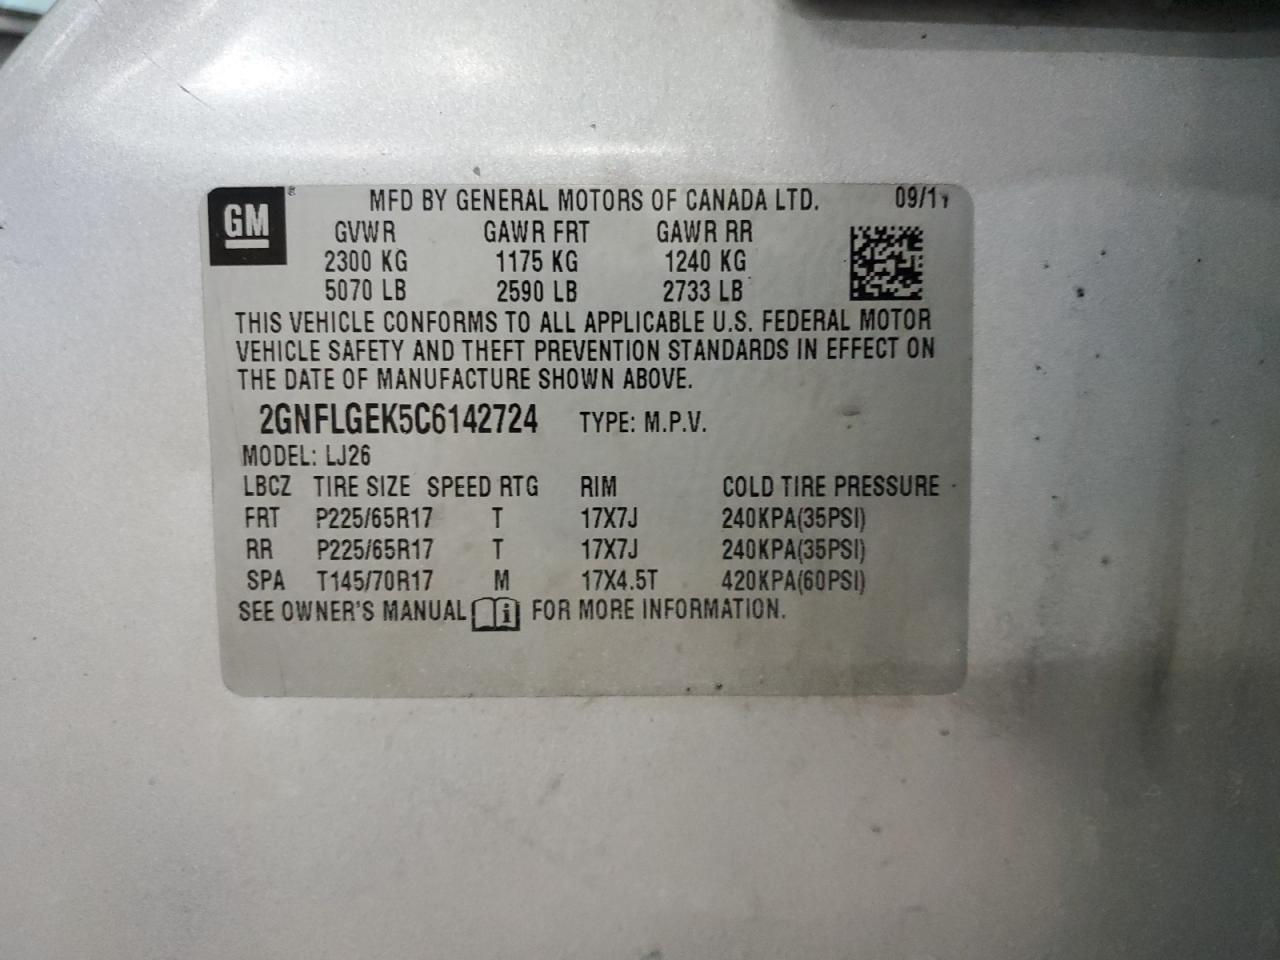 GM ® MFD BY GENERAL MOTORS OF CANADA LTD. 09/11
GVWR GAWR FRT GAWR RR
2300 KG 1175 KG 1240 KG
5070 LB 2590 LB 2733 LB
THIS VEHICLE CONFORMS TO ALL APPLICABLE U.S. FEDERAL MOTOR
VEHICLE SAFETY AND THEFT PREVENTION STANDARDS IN EFFECT ON
THE DATE OF MANUFACTURE SHOWN ABOVE.
2GNFLGEK5C6142724 TYPE: M.P.V.
MODEL: LJ26
LBCZ TIRE SIZE SPEED RTG RIM COLD TIRE PRESSURE
FRT P225/65R17 T 17X7J 240KPA(35PSI)
RR P225/65R17 T 17X7J 240KPA(35PSI)
SPA T145/70R17 M 17X4.5T 420KPA(60PSI)
SEE OWNER'S MANUAL i FOR MORE INFORMATION.